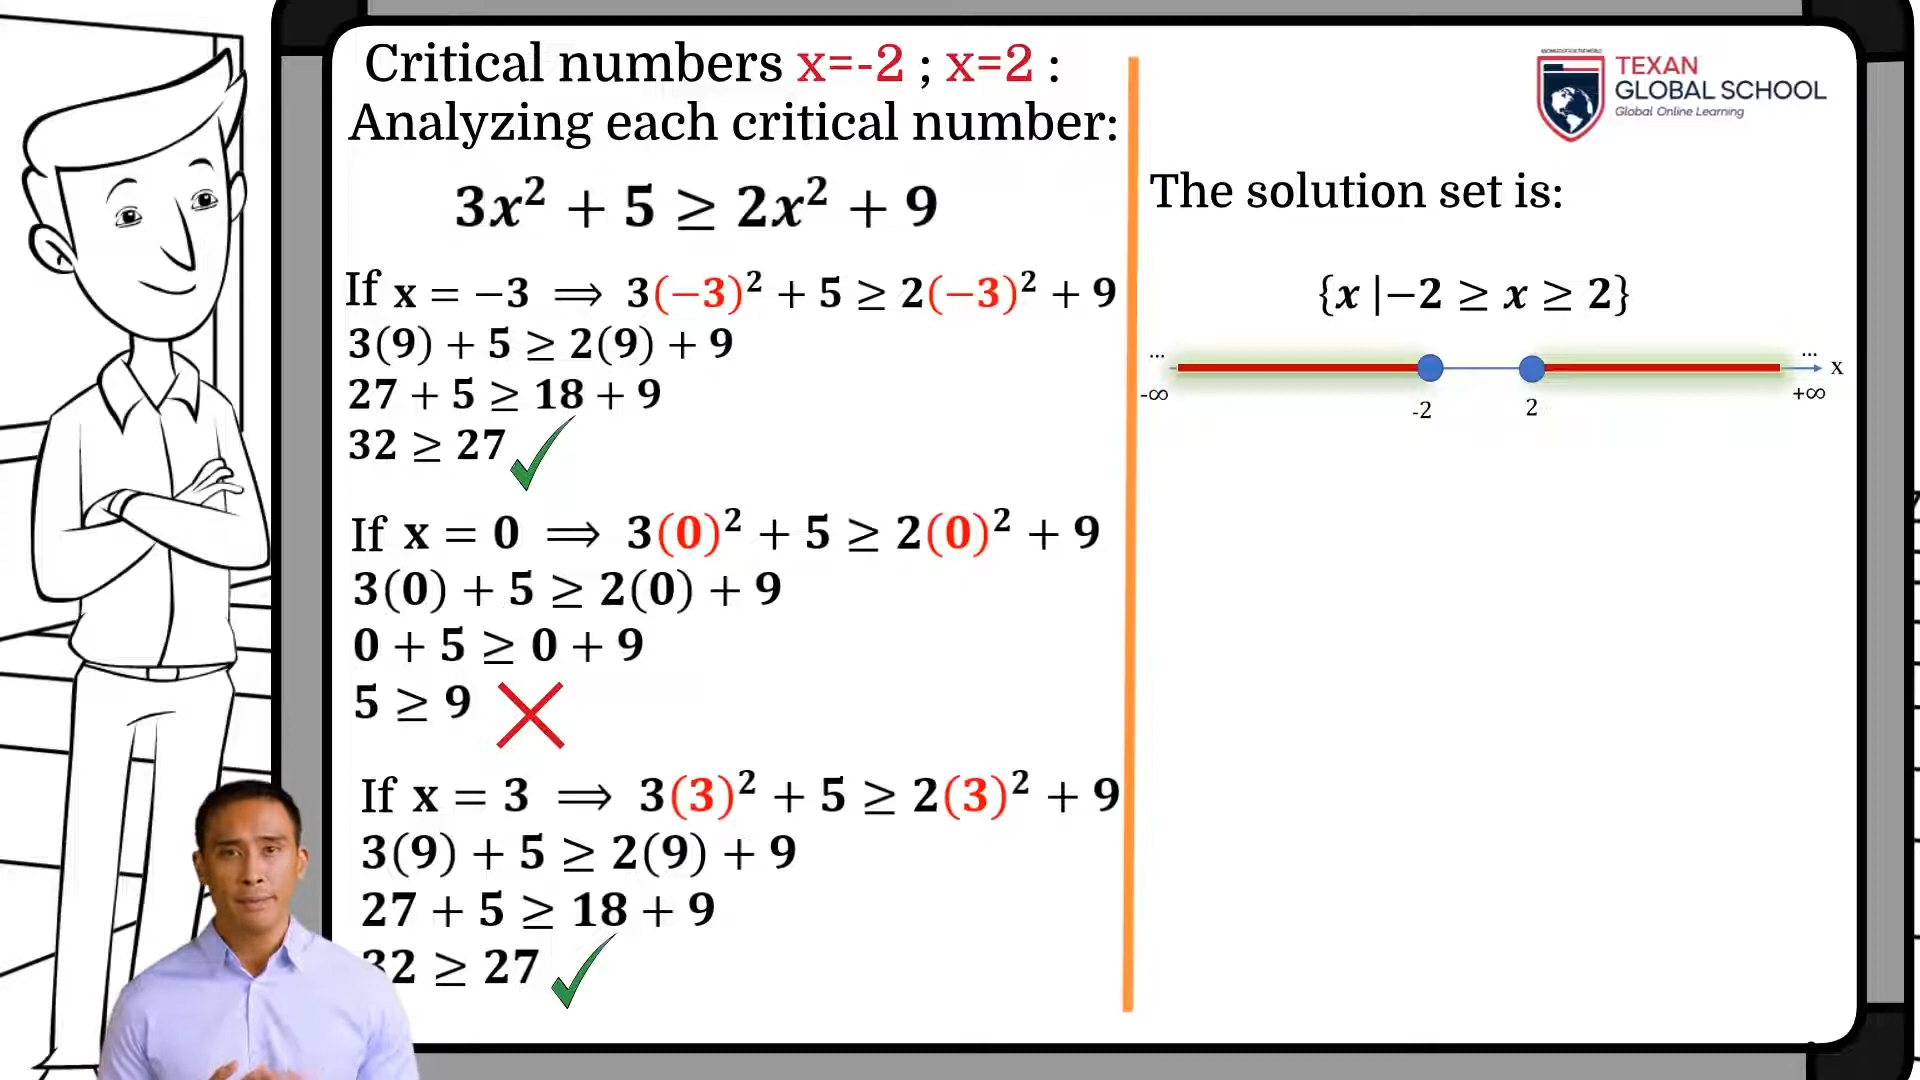 Critical numbers x=-2 ; x=2 :
Analyzing each critical number:
3x² + 5 ≥ 2x² + 9
If x = −3 ⟹ 3(−3)² + 5 ≥ 2(−3)² + 9
3(9) + 5 ≥ 2(9) + 9
27 + 5 ≥ 18 + 9
32 ≥ 27
If x = 0 ⟹ 3(0)² + 5 ≥ 2(0)² + 9
3(0) + 5 ≥ 2(0) + 9
0 + 5 ≥ 0 + 9
5 ≥ 9
If x = 3 ⟹ 3(3)² + 5 ≥ 2(3)² + 9
3(9) + 5 ≥ 2(9) + 9
27 + 5 ≥ 18 + 9
32 ≥ 27
TEXAN
GLOBAL SCHOOL
Global Online Learning
The solution set is:
{x |−2 ≥ x ≥ 2}
... ... x
-∞ -2 2 +∞